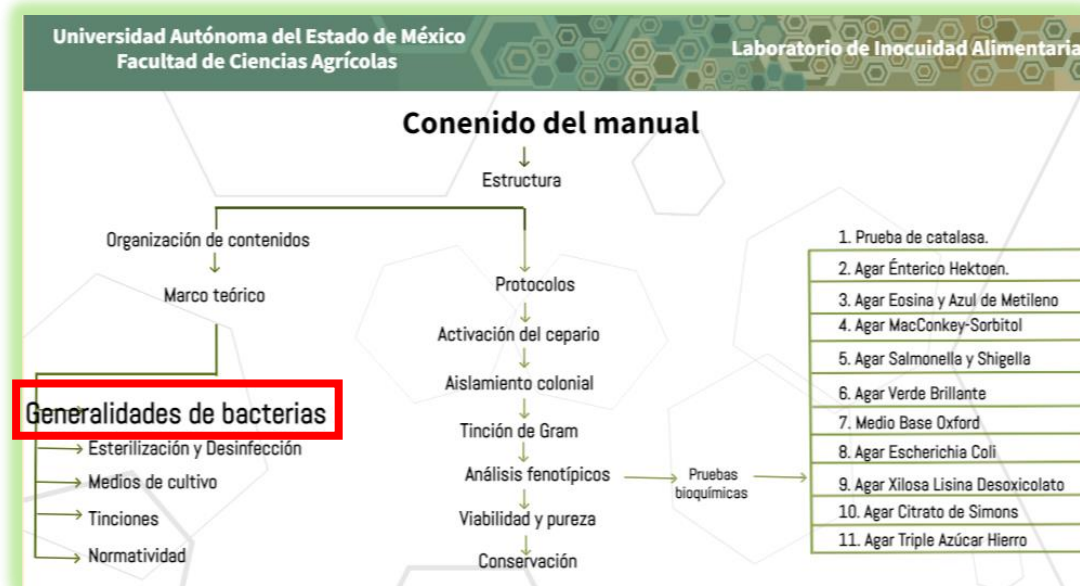 Universidad Autónoma del Estado de México
Facultad de Ciencias Agrícolas
Laboratorio de Inocuidad Alimentaria
Conenido del manual
Estructura
Organización de contenidos
Marco teórico
Generalidades de bacterias
Esterilización y Desinfección
Medios de cultivo
Tinciones
Normatividad
Protocolos
Activación del cepario
Aislamiento colonial
Tinción de Gram
Análisis fenotípicos
Viabilidad y pureza
Conservación
Pruebas
bioquímicas
1. Prueba de catalasa.
2. Agar Énterico Hektoen.
3. Agar Eosina y Azul de Metileno
4. Agar MacConkey-Sorbitol
5. Agar Salmonella y Shigella
6. Agar Verde Brillante
7. Medio Base Oxford
8. Agar Escherichia Coli
9. Agar Xilosa Lisina Desoxicolato
10. Agar Citrato de Simons
11. Agar Triple Azúcar Hierro